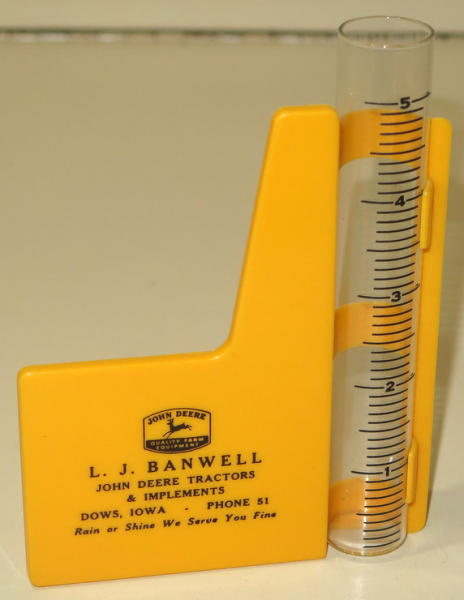 JOHN DEERE
QUALITY FARM
EQUIPMENT
L. J. BANWELL
JOHN DEERE TRACTORS
& IMPLEMENTS
DOWS, IOWA - PHONE 51
Rain or Shine We Serve You Fine
5
4
3
2
1